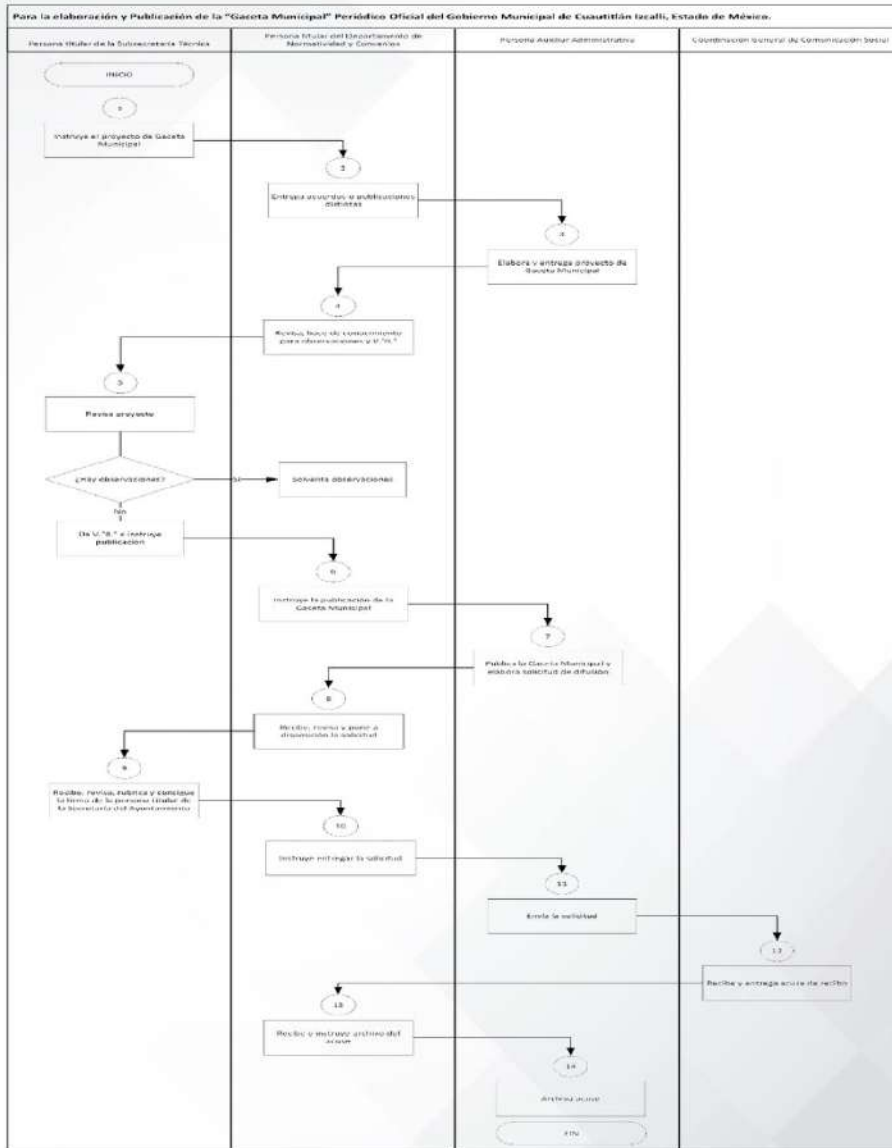 Para la elaboración y Publicación de la “Gaceta Municipal” Periódico Oficial del Gobierno Municipal de Cuautitlán Izcalli, Estado de México.
Persona titular de la Subsecretaría Técnica
Persona Titular del Departamento de
Normatividad y Convenios
Persona Auxiliar Administrativa
Coordinación General de Comunicación Social
INICIO
Instruye el proyecto de Gaceta
Municipal
2
Entrega acuerdos o publicaciones
distintas
3
Elabora y entrega proyecto de
Gaceta Municipal
4
Revisa, hace de conocimiento
para observaciones y V."B."
5
Revisa proyecto
¿Hay observaciones?
Sí
Solventa observaciones
No
Da V."B." e instruye
publicación
6
Instruye la publicación de la
Gaceta Municipal
7
Publica la Gaceta Municipal y
elabora solicitud de difusión
8
Recibe, revisa y pone a
disposición la solicitud
9
Recibe, revisa, rubrica y consigue
la firma de la persona titular de
la Secretaría del Ayuntamiento
10
Instruye entregar la solicitud
11
Envía la solicitud
12
Recibe y entrega acuse de recibo
13
Recibe e instruye archivo del
acuse
14
Archiva acuse
FIN